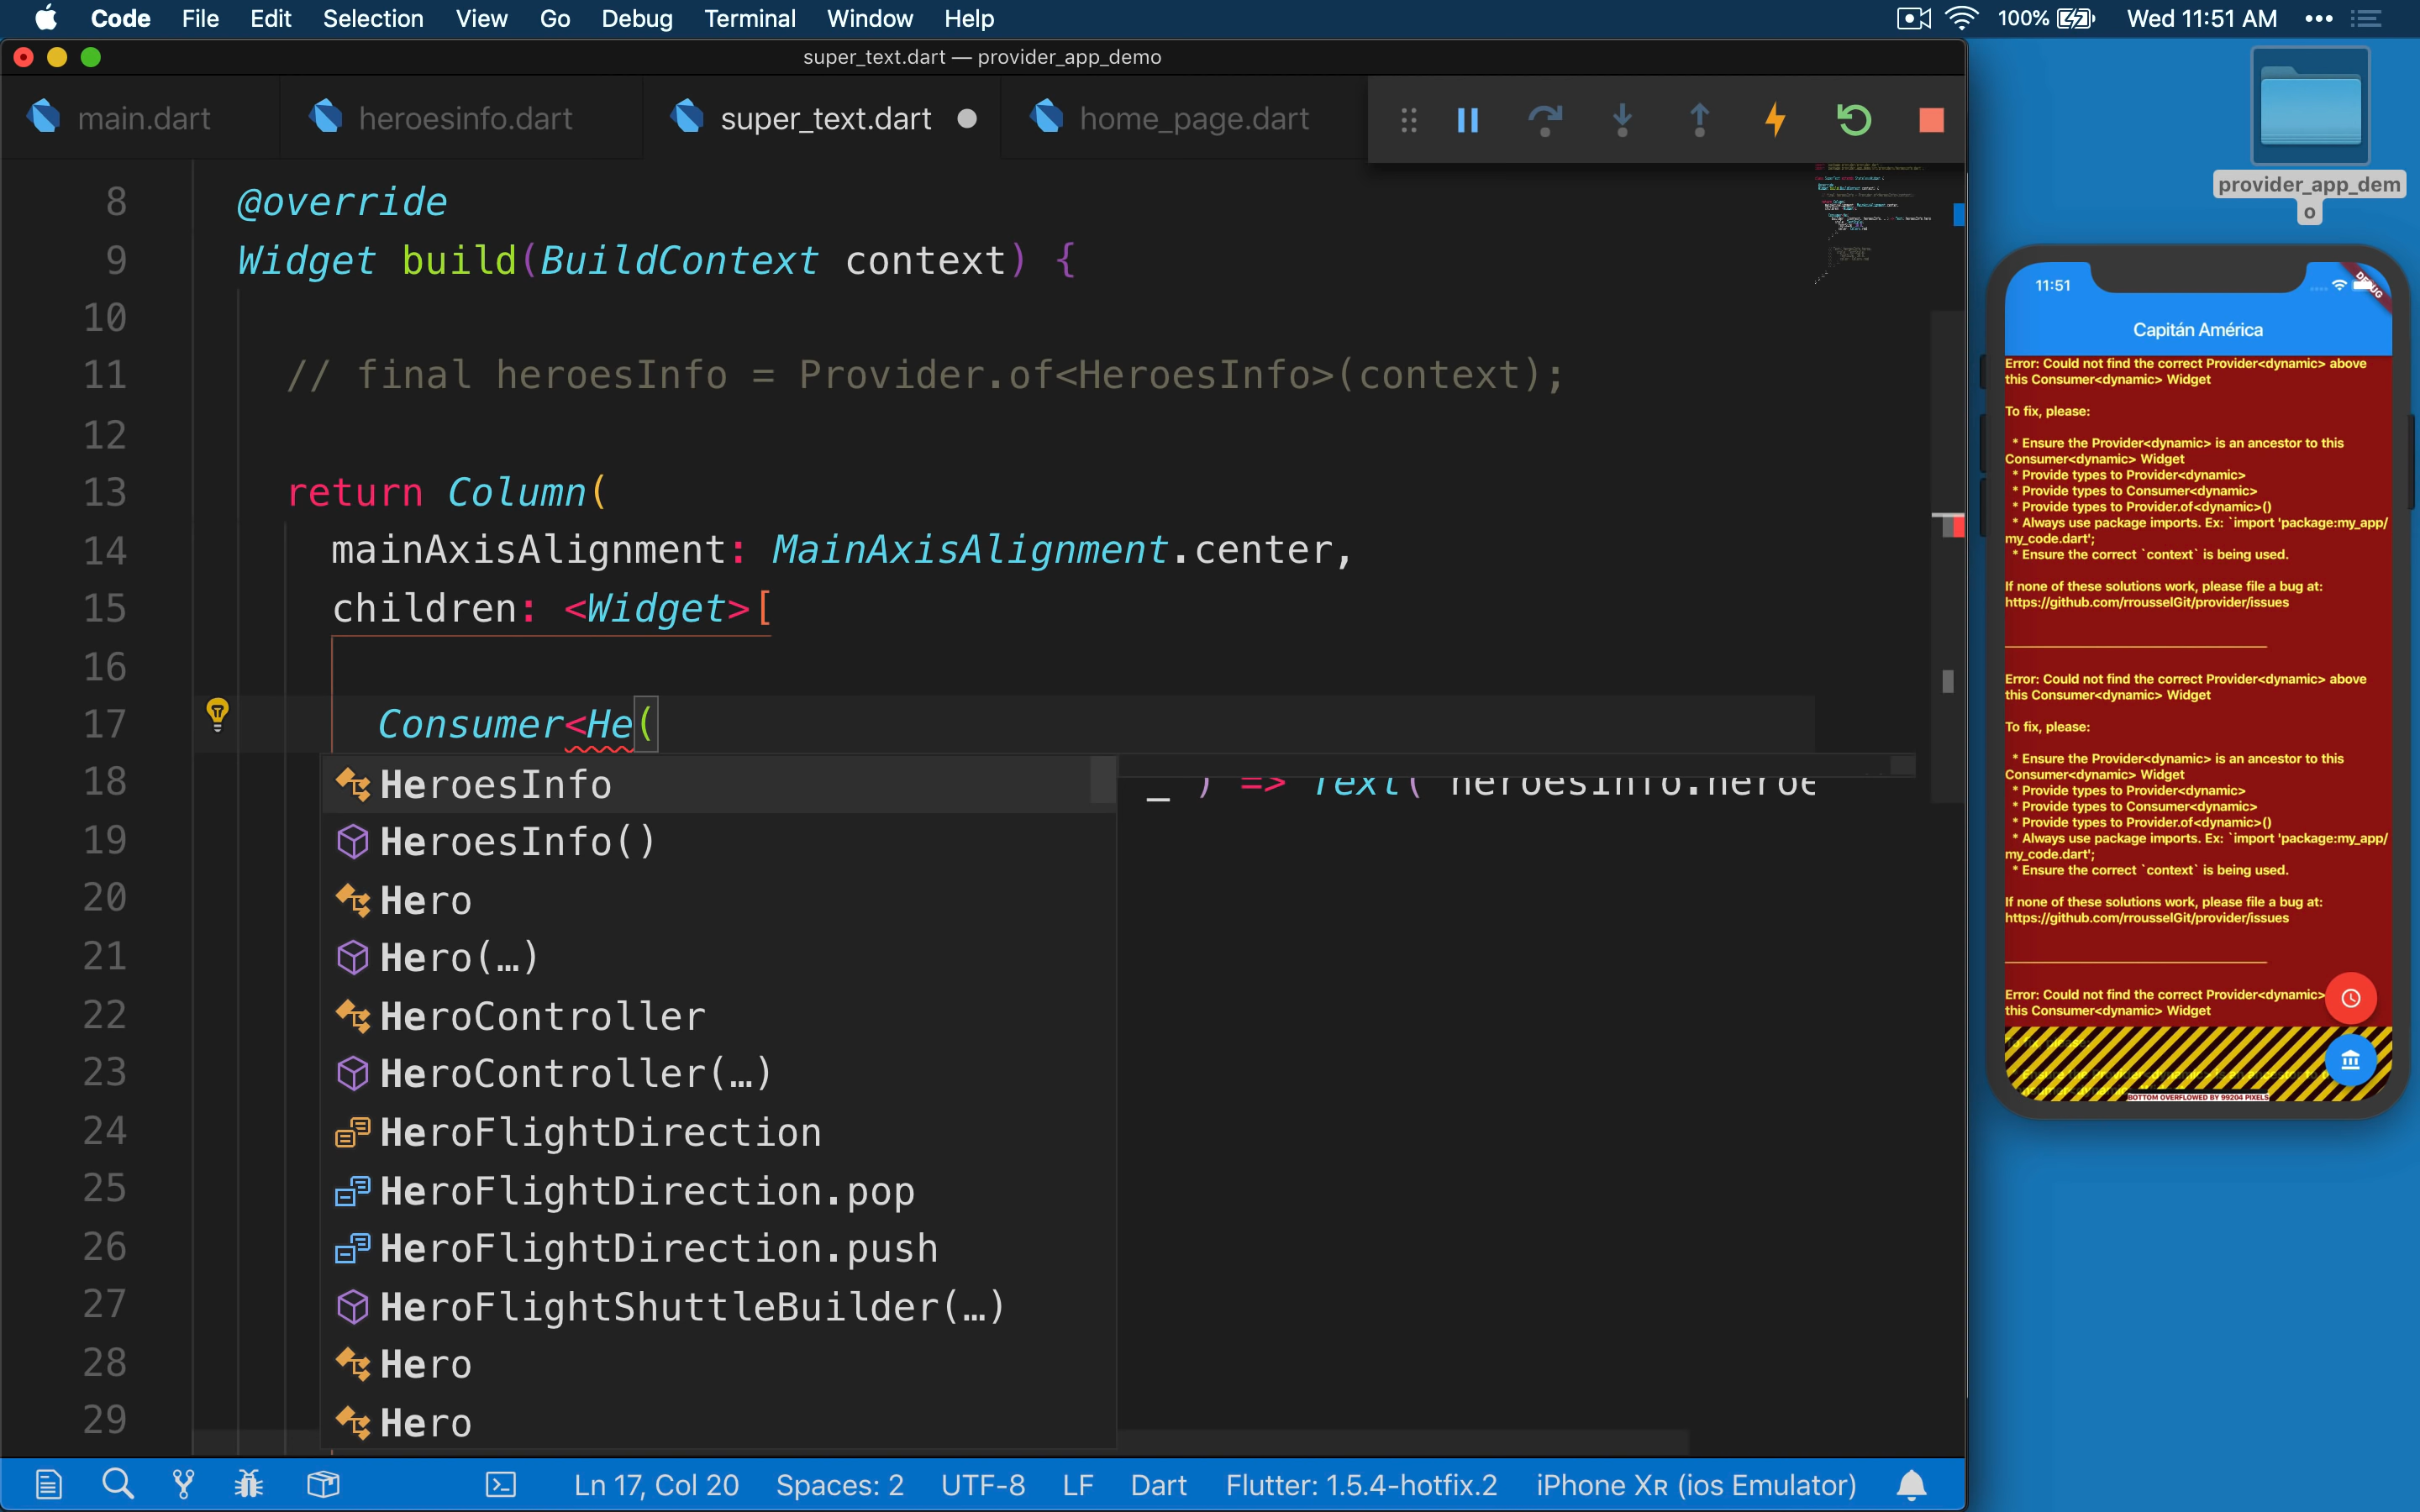 Code File Edit Selection View Go Debug Terminal Window Help
100% Wed 11:51 AM
super_text.dart — provider_app_demo
main.dart heroesinfo.dart super_text.dart home_page.dart
8 @override
9 Widget build(BuildContext context) {
10
11 // final heroesInfo = Provider.of<HeroesInfo>(context);
12
13 return Column(
14 mainAxisAlignment: MainAxisAlignment.center,
15 children: <Widget>[
16
17 Consumer<He(
18 _ ) => Text( heroesInfo.heroe
19
20
21
22
23
24
25
26
27
28
29
HeroesInfo
HeroesInfo()
Hero
Hero(…)
HeroController
HeroController(…)
HeroFlightDirection
HeroFlightDirection.pop
HeroFlightDirection.push
HeroFlightShuttleBuilder(…)
Hero
Hero
Ln 17, Col 20 Spaces: 2 UTF-8 LF Dart Flutter: 1.5.4-hotfix.2 iPhone XR (ios Emulator)
provider_app_dem
o
11:51
DEBUG
Capitán América
Error: Could not find the correct Provider<dynamic> above
this Consumer<dynamic> Widget
To fix, please:
* Ensure the Provider<dynamic> is an ancestor to this
Consumer<dynamic> Widget
* Provide types to Provider<dynamic>
* Provide types to Consumer<dynamic>
* Provide types to Provider.of<dynamic>()
* Always use package imports. Ex: `import 'package:my_app/
my_code.dart';
* Ensure the correct `context` is being used.
If none of these solutions work, please file a bug at:
https://github.com/rrousselGit/provider/issues
Error: Could not find the correct Provider<dynamic> above
this Consumer<dynamic> Widget
To fix, please:
* Ensure the Provider<dynamic> is an ancestor to this
Consumer<dynamic> Widget
* Provide types to Provider<dynamic>
* Provide types to Consumer<dynamic>
* Provide types to Provider.of<dynamic>()
* Always use package imports. Ex: `import 'package:my_app/
my_code.dart';
* Ensure the correct `context` is being used.
If none of these solutions work, please file a bug at:
https://github.com/rrousselGit/provider/issues
Error: Could not find the correct Provider<dynamic>
this Consumer<dynamic> Widget
To fix, please:
BOTTOM OVERFLOWED BY 99204 PIXELS